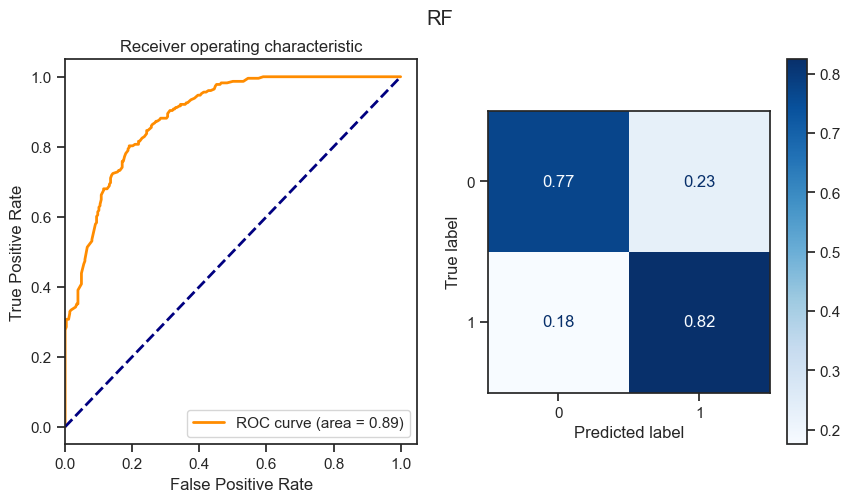 RF
Receiver operating characteristic
True Positive Rate
1.0
0.8
0.6
0.4
0.2
0.0
ROC curve (area = 0.89)
0.0 0.2 0.4 0.6 0.8 1.0
False Positive Rate
True label
0 0.77 0.23
1 0.18 0.82
0 1
Predicted label
0.8
0.7
0.6
0.5
0.4
0.3
0.2